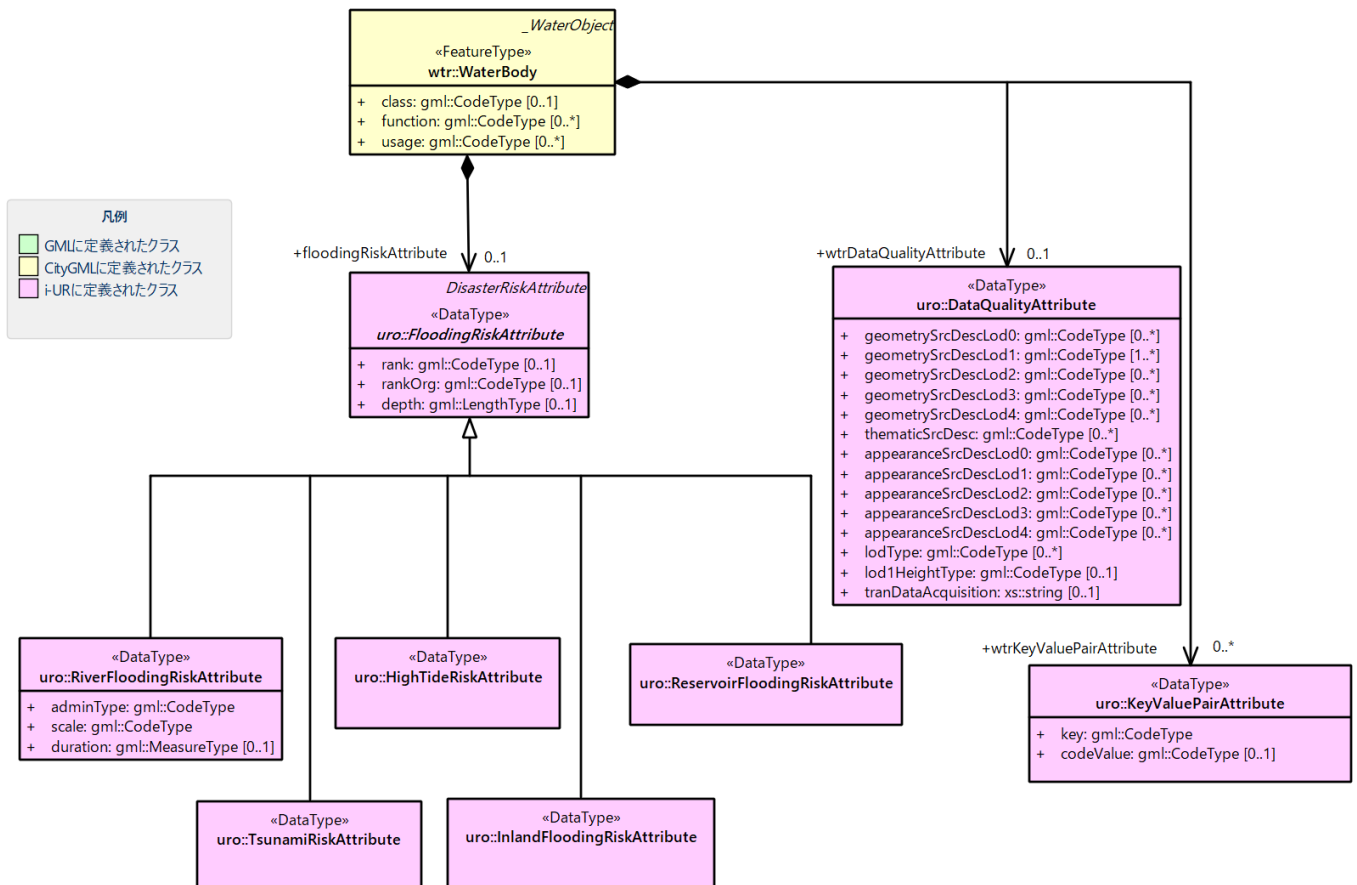 _WaterObject
«FeatureType»
wtr::WaterBody
+ class: gml::CodeType [0..1]
+ function: gml::CodeType [0..*]
+ usage: gml::CodeType [0..*]
凡例
GMLに定義されたクラス
CityGMLに定義されたクラス
i-URに定義されたクラス
+floodingRiskAttribute
0..1
DisasterRiskAttribute
«DataType»
uro::FloodingRiskAttribute
+ rank: gml::CodeType [0..1]
+ rankOrg: gml::CodeType [0..1]
+ depth: gml::LengthType [0..1]
+wtrDataQualityAttribute
0..1
«DataType»
uro::DataQualityAttribute
+ geometrySrcDescLod0: gml::CodeType [0..*]
+ geometrySrcDescLod1: gml::CodeType [1..*]
+ geometrySrcDescLod2: gml::CodeType [0..*]
+ geometrySrcDescLod3: gml::CodeType [0..*]
+ geometrySrcDescLod4: gml::CodeType [0..*]
+ thematicSrcDesc: gml::CodeType [0..*]
+ appearanceSrcDescLod0: gml::CodeType [0..*]
+ appearanceSrcDescLod1: gml::CodeType [0..*]
+ appearanceSrcDescLod2: gml::CodeType [0..*]
+ appearanceSrcDescLod3: gml::CodeType [0..*]
+ appearanceSrcDescLod4: gml::CodeType [0..*]
+ lodType: gml::CodeType [0..*]
+ lod1HeightType: gml::CodeType [0..1]
+ tranDataAcquisition: xs::string [0..1]
«DataType»
uro::RiverFloodingRiskAttribute
+ adminType: gml::CodeType
+ scale: gml::CodeType
+ duration: gml::MeasureType [0..1]
«DataType»
uro::HighTideRiskAttribute
«DataType»
uro::ReservoirFloodingRiskAttribute
+wtrKeyValuePairAttribute
0..*
«DataType»
uro::KeyValuePairAttribute
+ key: gml::CodeType
+ codeValue: gml::CodeType [0..1]
«DataType»
uro::TsunamiRiskAttribute
«DataType»
uro::InlandFloodingRiskAttribute